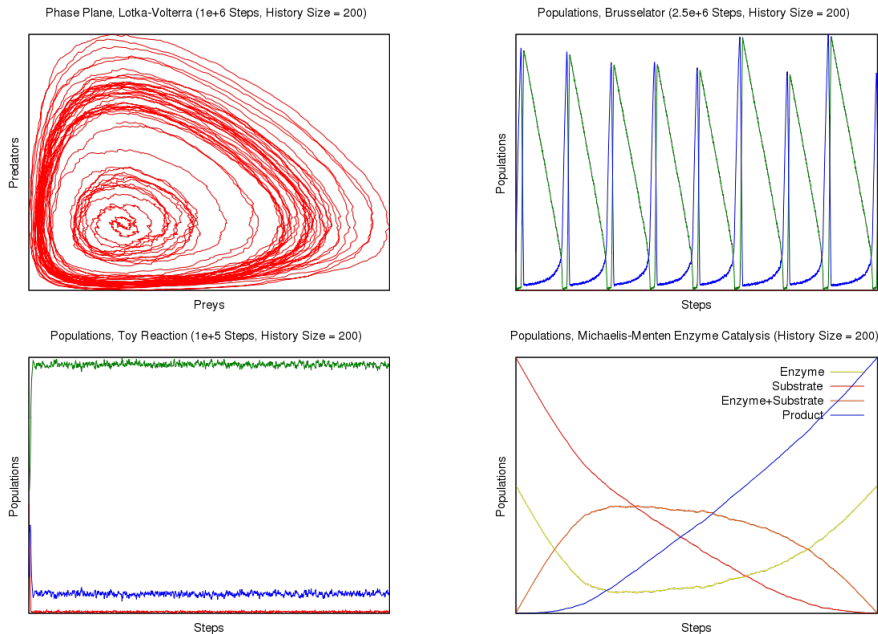 Phase Plane, Lotka-Volterra (1e+6 Steps, History Size = 200)
Predators
Preys
Populations, Brusselator (2.5e+6 Steps, History Size = 200)
Populations
Steps
Populations, Toy Reaction (1e+5 Steps, History Size = 200)
Populations
Steps
Populations, Michaelis-Menten Enzyme Catalysis (History Size = 200)
Enzyme
Substrate
Enzyme+Substrate
Product
Populations
Steps